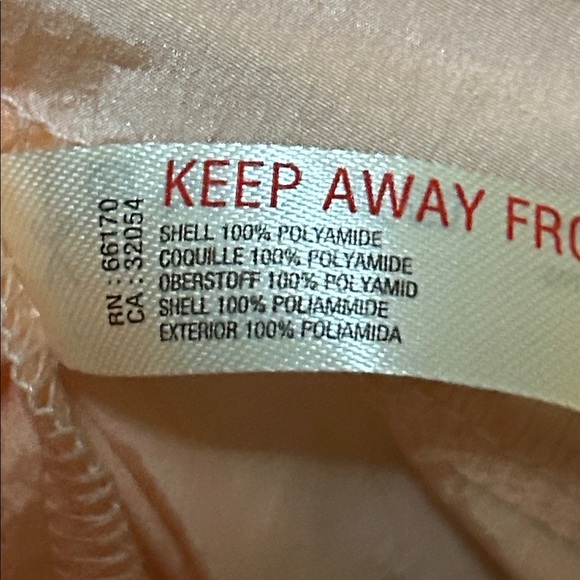 KEEP AWAY FRO
SHELL 100% POLYAMIDE
COQUILLE 100% POLYAMIDE
OBERSTOFF 100% POLYAMID
SHELL 100% POLIAMMIDE
EXTERIOR 100% POLIAMIDA
RN : 66170
CA : 32054